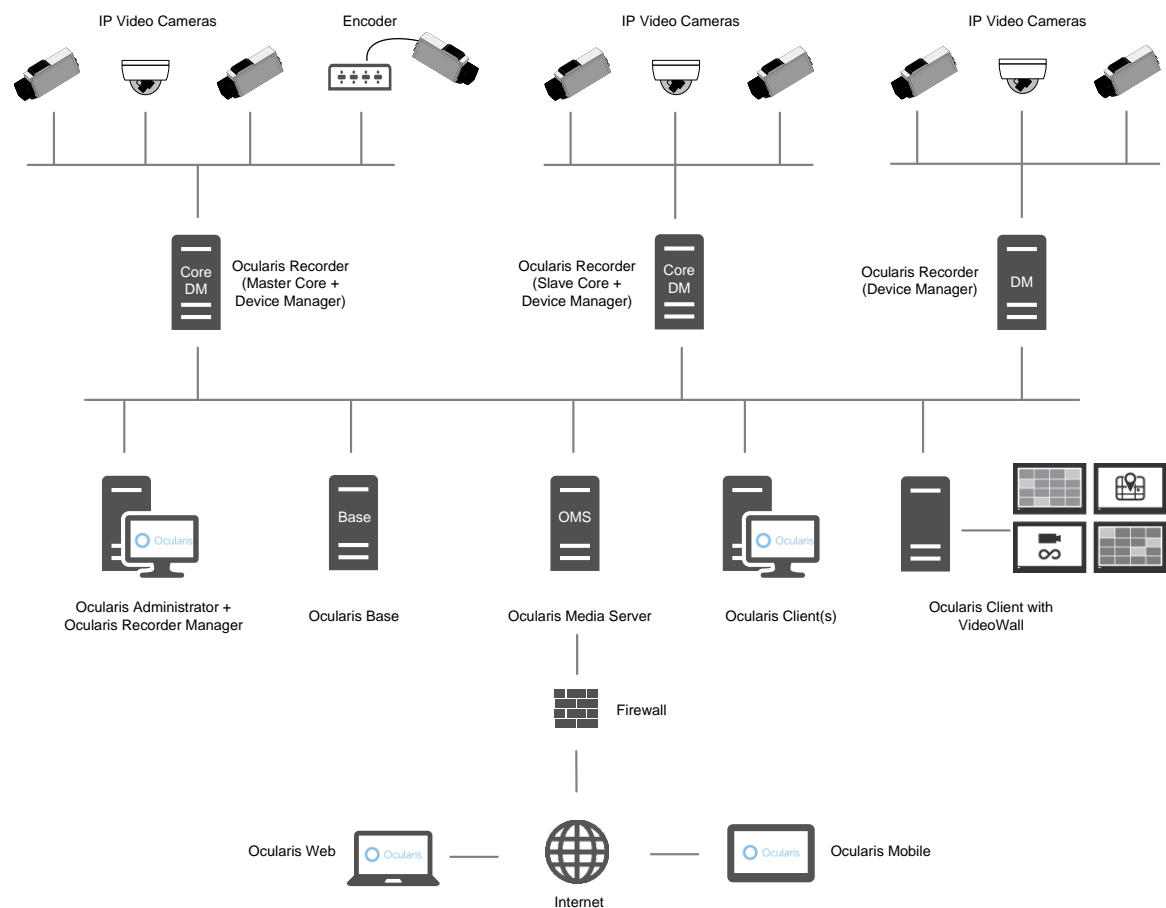 IP Video Cameras
Encoder
IP Video Cameras
IP Video Cameras
Core
DM
Ocularis Recorder
(Master Core +
Device Manager)
Ocularis Recorder
(Slave Core +
Device Manager)
Core
DM
Ocularis Recorder
(Device Manager)
DM
Ocularis
Base
OMS
Ocularis
Ocularis Administrator +
Ocularis Recorder Manager
Ocularis Base
Ocularis Media Server
Ocularis Client(s)
Ocularis Client with
VideoWall
Firewall
Ocularis Web
Ocularis
Ocularis
Ocularis Mobile
Internet